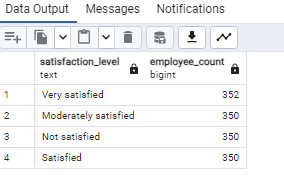 Data Output Messages Notifications
satisfaction_level employee_count
text bigint
1 Very satisfied 352
2 Moderately satisfied 350
3 Not satisfied 350
4 Satisfied 350